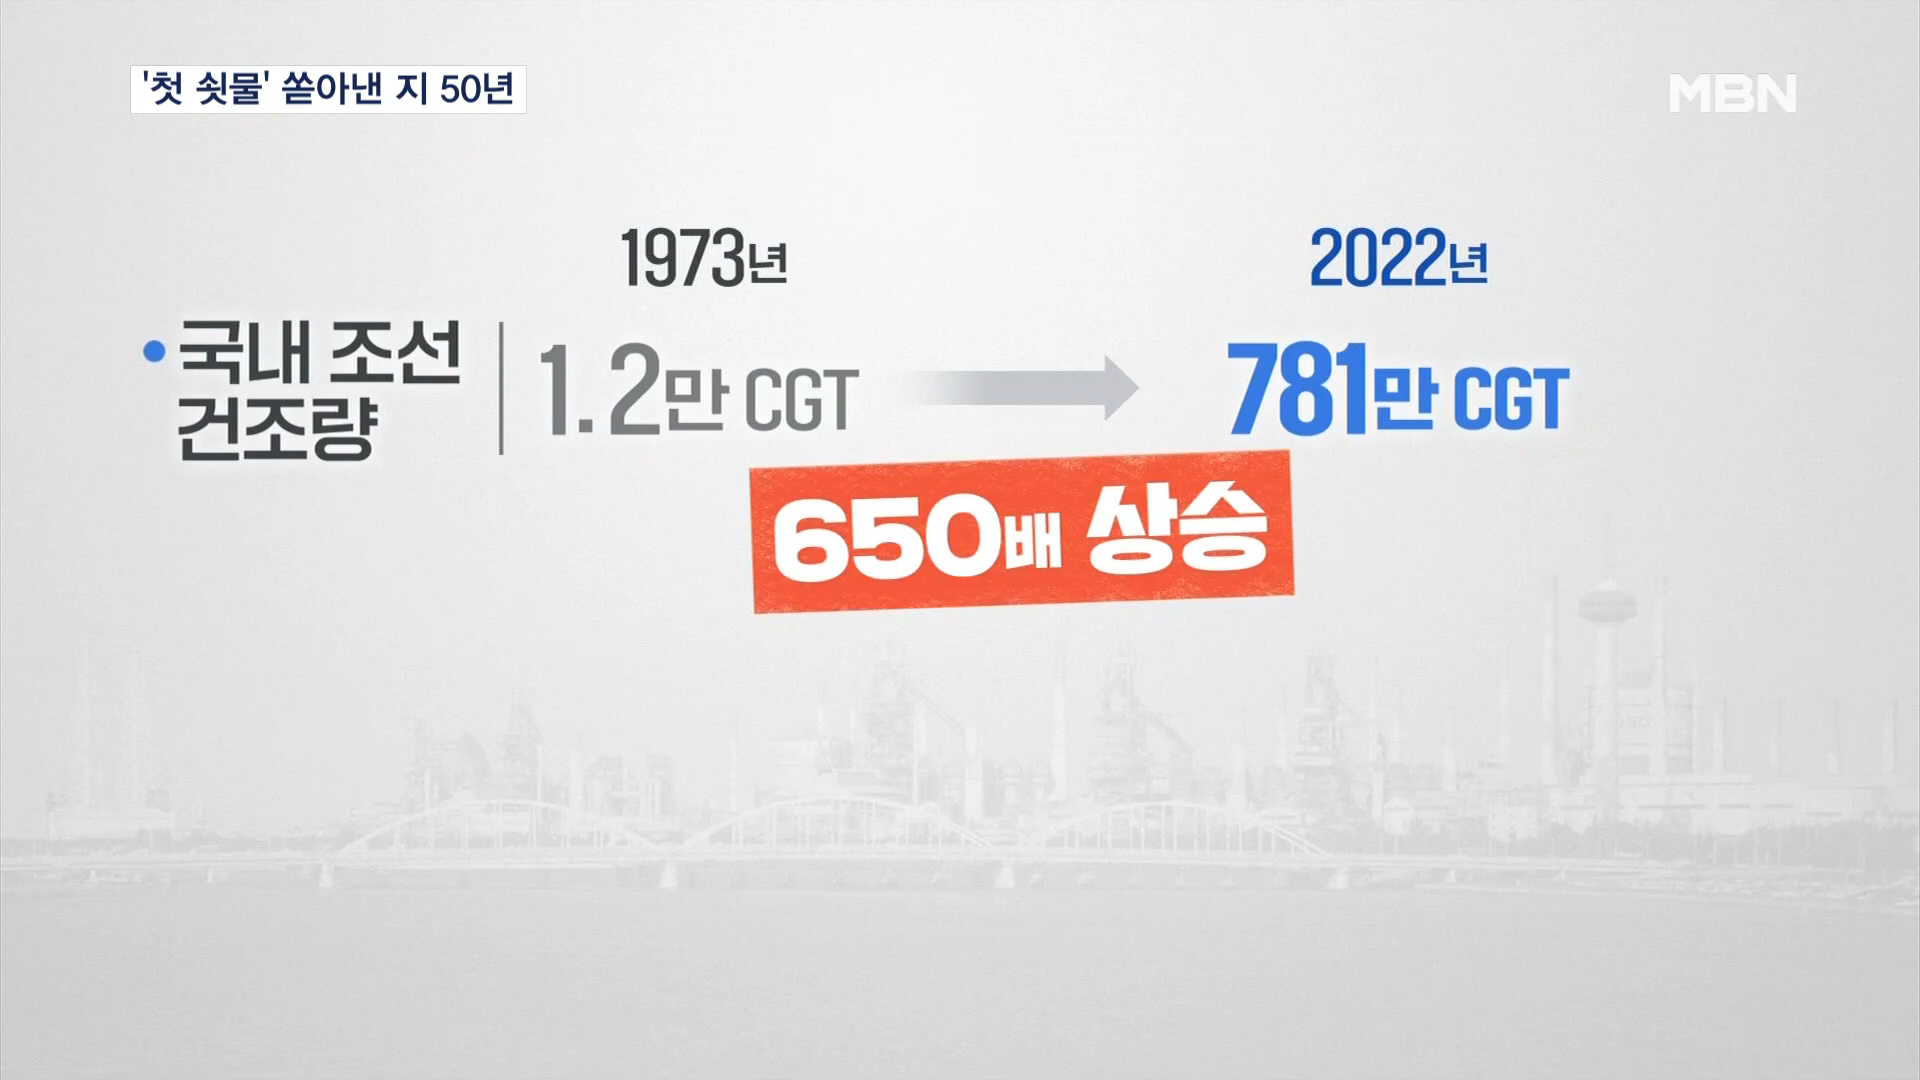 '첫 쇳물' 쏟아낸 지 50년
MBN
1973년
2022년
국내 조선
건조량
1.2만 CGT
781만 CGT
650배 상승